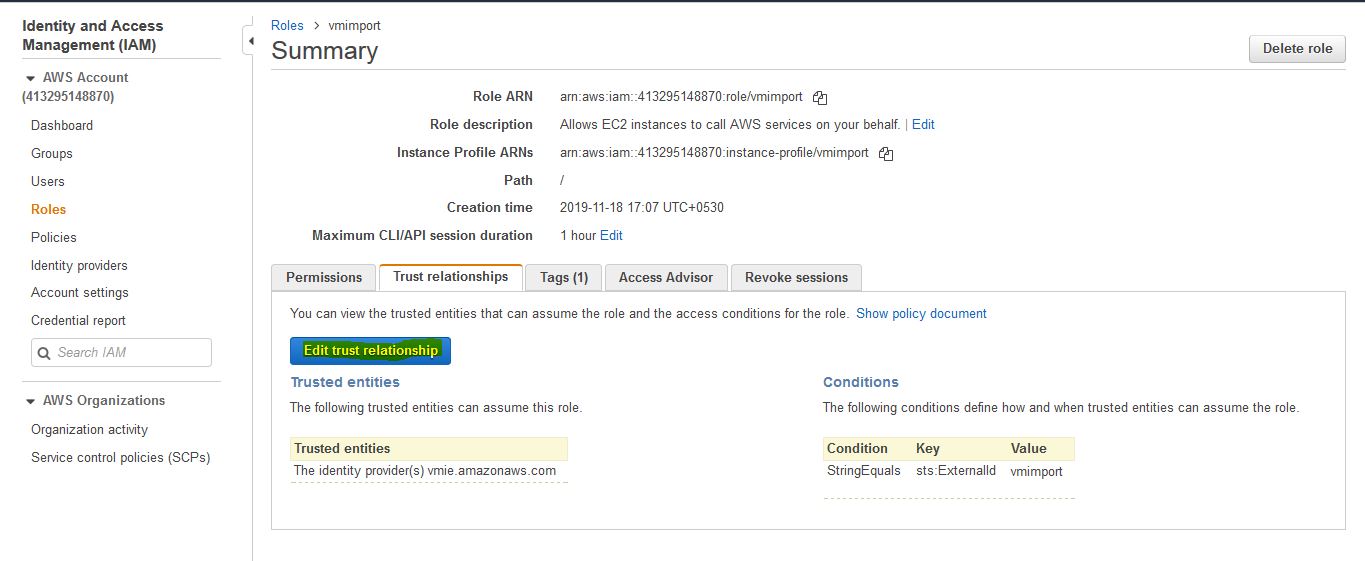 Identity and Access
Management (IAM)
AWS Account
(413295148870)
Dashboard
Groups
Users
Roles
Policies
Identity providers
Account settings
Credential report
Search IAM
AWS Organizations
Organization activity
Service control policies (SCPs)
Roles > vmimport
Summary
Delete role
Role ARN arn:aws:iam::413295148870:role/vmimport
Role description Allows EC2 instances to call AWS services on your behalf. | Edit
Instance Profile ARNs arn:aws:iam::413295148870:instance-profile/vmimport
Path /
Creation time 2019-11-18 17:07 UTC+0530
Maximum CLI/API session duration 1 hour Edit
Permissions Trust relationships Tags (1) Access Advisor Revoke sessions
You can view the trusted entities that can assume the role and the access conditions for the role. Show policy document
Edit trust relationship
Trusted entities
The following trusted entities can assume this role.
Trusted entities
The identity provider(s) vmie.amazonaws.com
Conditions
The following conditions define how and when trusted entities can assume the role.
Condition Key Value
StringEquals sts:ExternalId vmimport